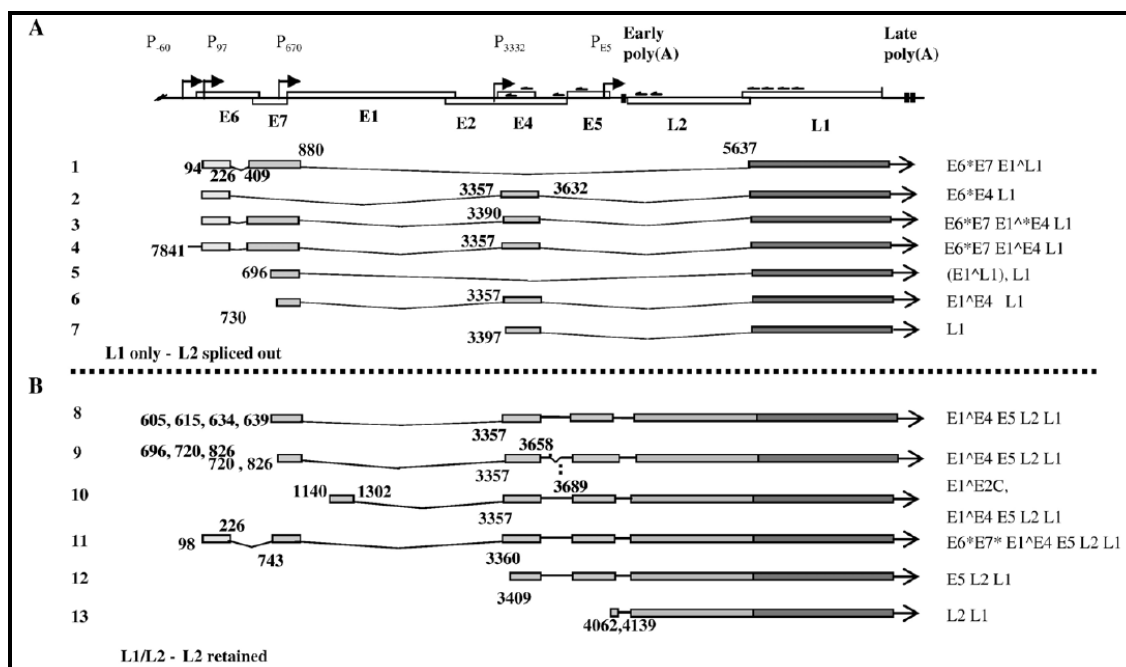 A
P-60 P97 P670 P3332 PE5 Early poly(A) Late poly(A)
E6 E7 E1 E2 E4 E5 L2 L1
1 94 226 409 880 5637 E6*E7 E1^L1
2 3357 3632 E6*E4 L1
3 3390 E6*E7 E1^*E4 L1
4 7841 3357 E6*E7 E1^E4 L1
5 696 (E1^L1), L1
6 730 3357 E1^E4 L1
7 3397 L1
L1 only - L2 spliced out
B
8 605, 615, 634, 639 3357 E1^E4 E5 L2 L1
9 696, 720, 826 720 , 826 3357 3658 3689 E1^E4 E5 L2 L1
10 1140 1302 3357 E1^E2C,
E1^E4 E5 L2 L1
11 98 226 743 3360 E6*E7* E1^E4 E5 L2 L1
12 3409 E5 L2 L1
13 4062,4139 L2 L1
L1/L2 - L2 retained